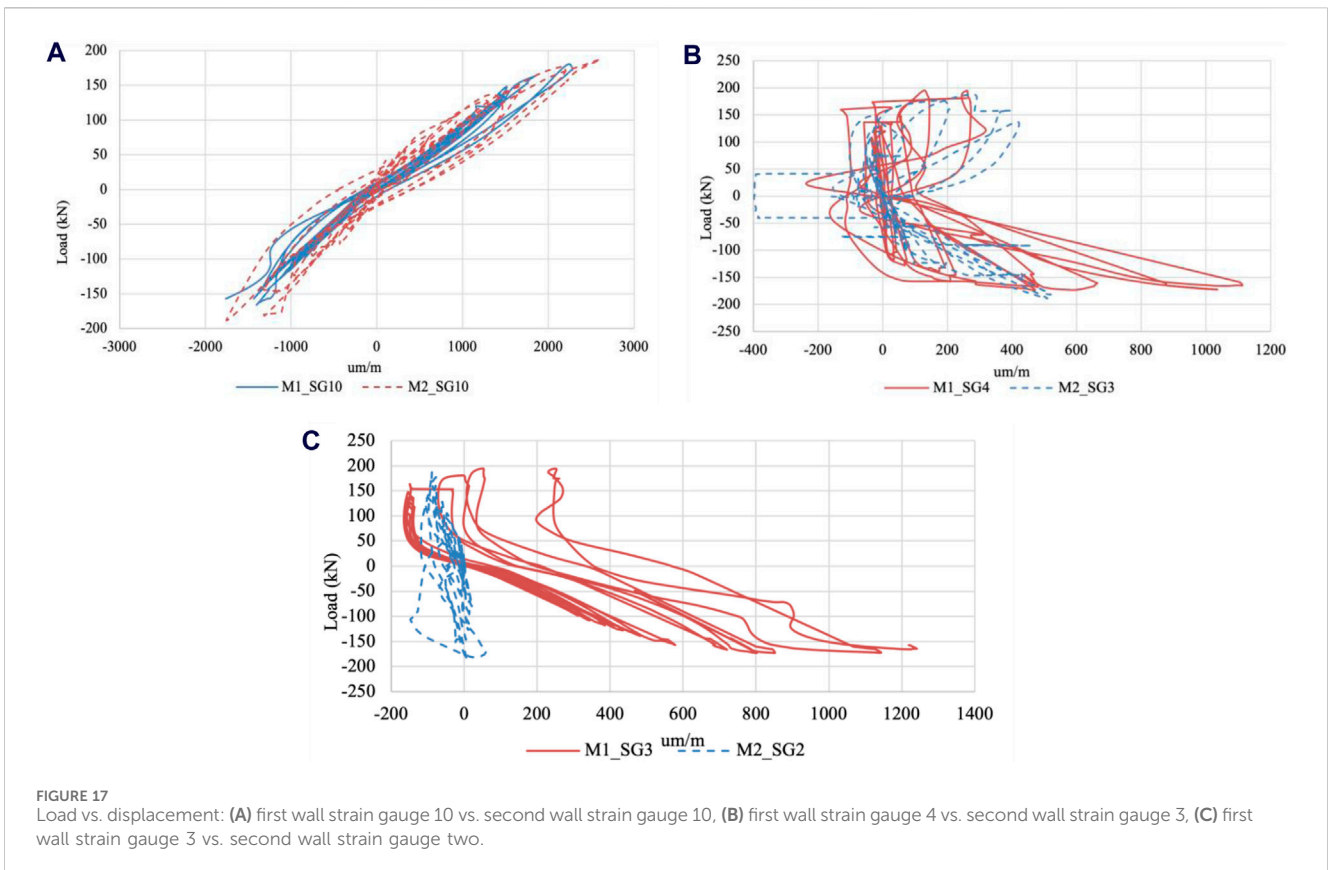 A
200
150
100
50
0
-50
-100
-150
-200
Load (kN)
-3000 -2000 -1000 0 1000 2000 3000
um/m
M1_SG10 M2_SG10
B
250
200
150
100
50
0
-50
-100
-150
-200
-250
Load (kN)
-400 -200 0 200 400 600 800 1000 1200
um/m
M1_SG4 M2_SG3
C
250
200
150
100
50
0
-50
-100
-150
-200
-250
Load (kN)
-200 0 200 400 600 800 1000 1200 1400
um/m
M1_SG3 M2_SG2
FIGURE 17
Load vs. displacement: (A) first wall strain gauge 10 vs. second wall strain gauge 10, (B) first wall strain gauge 4 vs. second wall strain gauge 3, (C) first
wall strain gauge 3 vs. second wall strain gauge two.